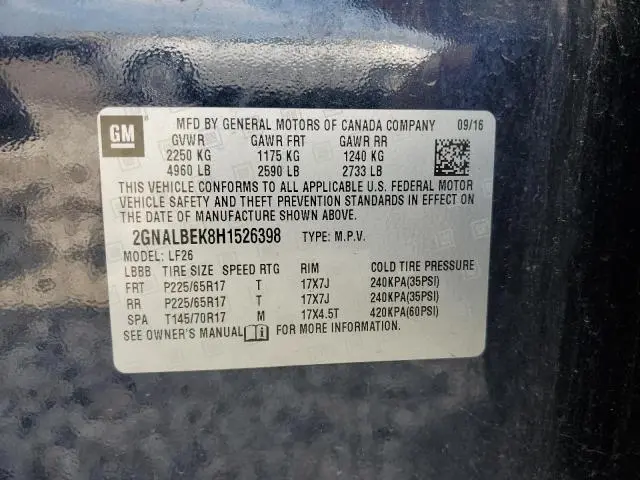 GM
MFD BY GENERAL MOTORS OF CANADA COMPANY 09/16
GVWR GAWR FRT GAWR RR
2250 KG 1175 KG 1240 KG
4960 LB 2590 LB 2733 LB
THIS VEHICLE CONFORMS TO ALL APPLICABLE U.S. FEDERAL MOTOR
VEHICLE SAFETY AND THEFT PREVENTION STANDARDS IN EFFECT ON
THE DATE OF MANUFACTURE SHOWN ABOVE.
2GNALBEK8H1526398 TYPE: M.P.V.
MODEL: LF26
LBBB TIRE SIZE SPEED RTG RIM COLD TIRE PRESSURE
FRT P225/65R17 T 17X7J 240KPA(35PSI)
RR P225/65R17 T 17X7J 240KPA(35PSI)
SPA T145/70R17 M 17X4.5T 420KPA(60PSI)
SEE OWNER'S MANUAL FOR MORE INFORMATION.